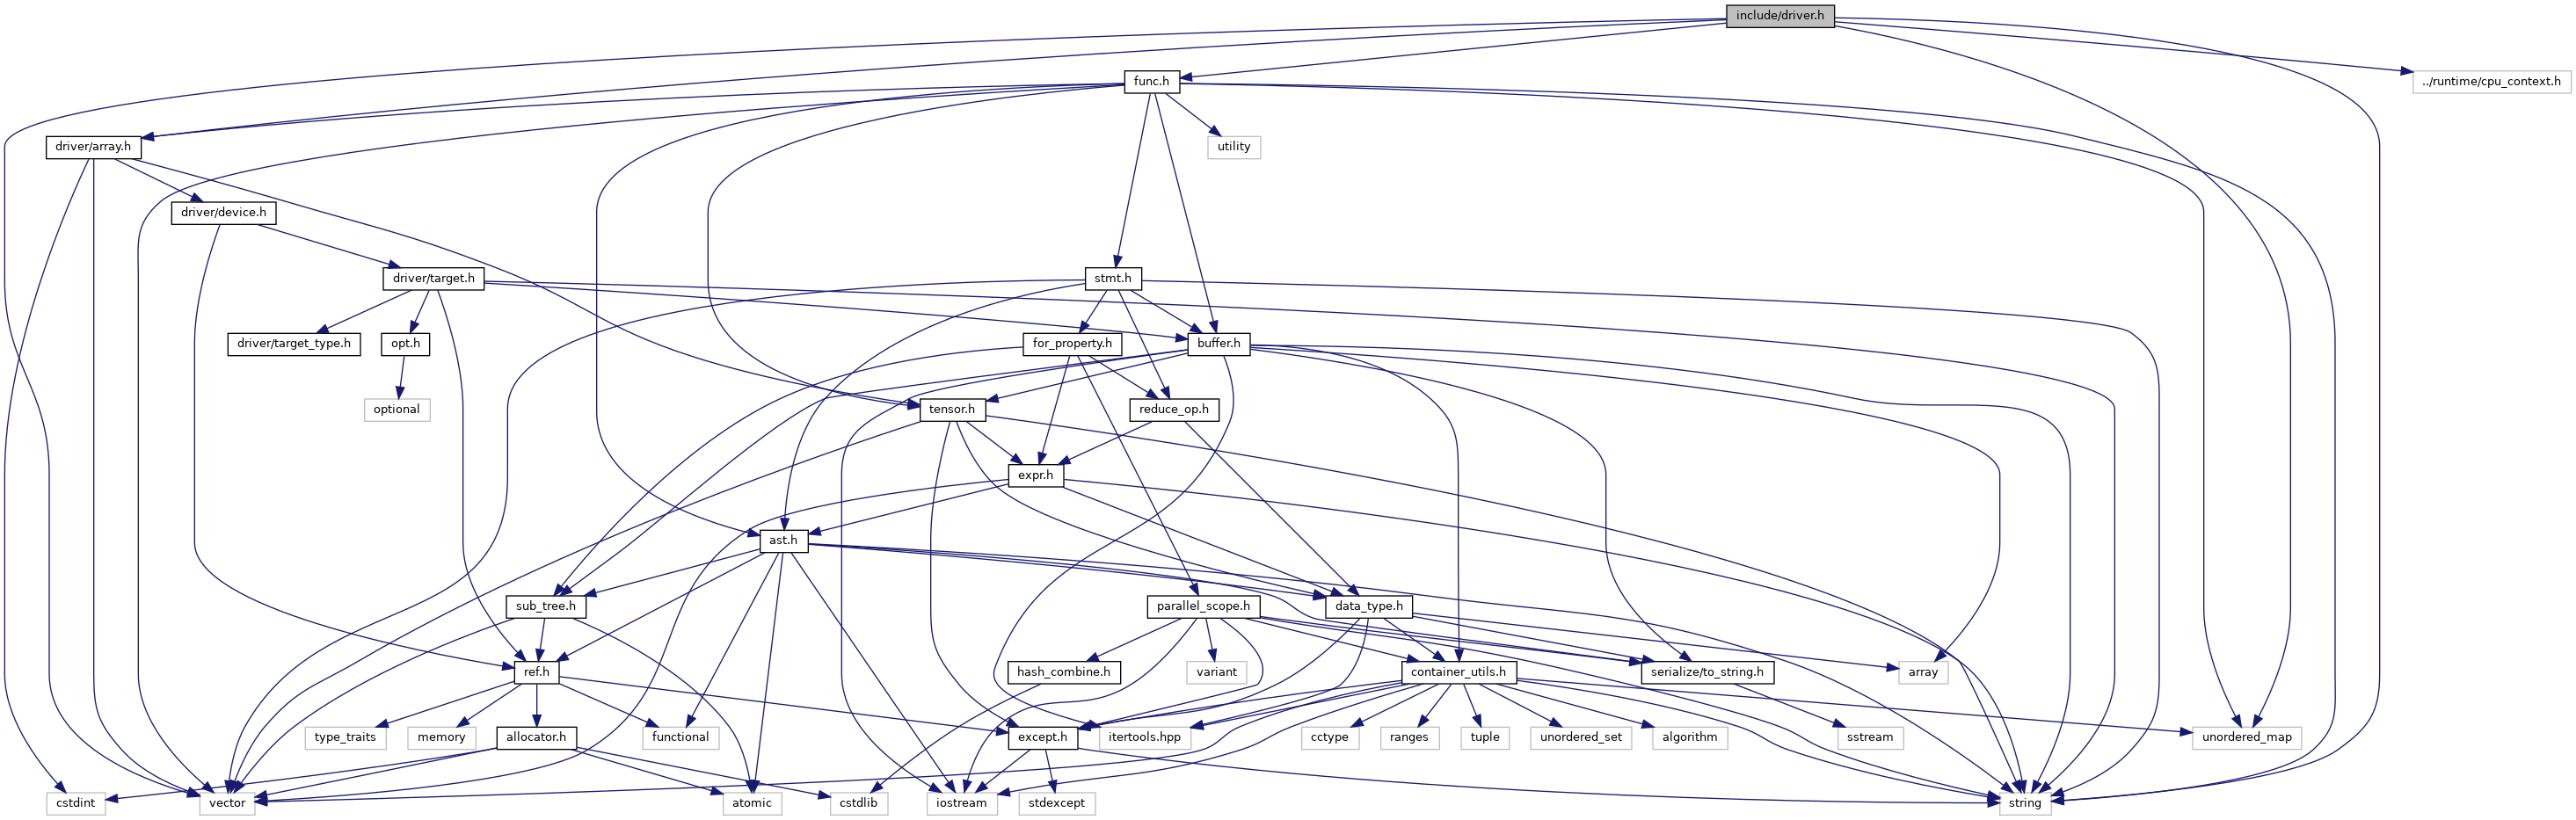 include/driver.h
func.h
../runtime/cpu_context.h
driver/array.h
utility
driver/device.h
driver/target.h
stmt.h
driver/target_type.h
opt.h
for_property.h
buffer.h
optional
tensor.h
reduce_op.h
expr.h
ast.h
sub_tree.h
parallel_scope.h
data_type.h
ref.h
hash_combine.h
variant
container_utils.h
serialize/to_string.h
array
type_traits
memory
allocator.h
functional
except.h
itertools.hpp
cctype
ranges
tuple
unordered_set
algorithm
sstream
unordered_map
cstdint
vector
atomic
cstdlib
iostream
stdexcept
string